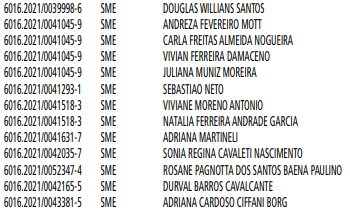 6016.2021/0039998-6 SME DOUGLAS WILLIANS SANTOS
6016.2021/0041045-9 SME ANDREZA FEVEREIRO MOTT
6016.2021/0041045-9 SME CARLA FREITAS ALMEIDA NOGUEIRA
6016.2021/0041045-9 SME VIVIAN FERREIRA DAMACENO
6016.2021/0041045-9 SME JULIANA MUNIZ MOREIRA
6016.2021/0041293-1 SME SEBASTIAO NETO
6016.2021/0041518-3 SME VIVIANE MORENO ANTONIO
6016.2021/0041518-3 SME NATALIA FERREIRA ANDRADE GARCIA
6016.2021/0041631-7 SME ADRIANA MARTINELI
6016.2021/0042035-7 SME SONIA REGINA CAVALETI NASCIMENTO
6016.2021/0052347-4 SME ROSANE PAGNOTTA DOS SANTOS BAENA PAULINO
6016.2021/0042165-5 SME DURVAL BARROS CAVALCANTE
6016.2021/0043381-5 SME ADRIANA CARDOSO CIFFANI BORG